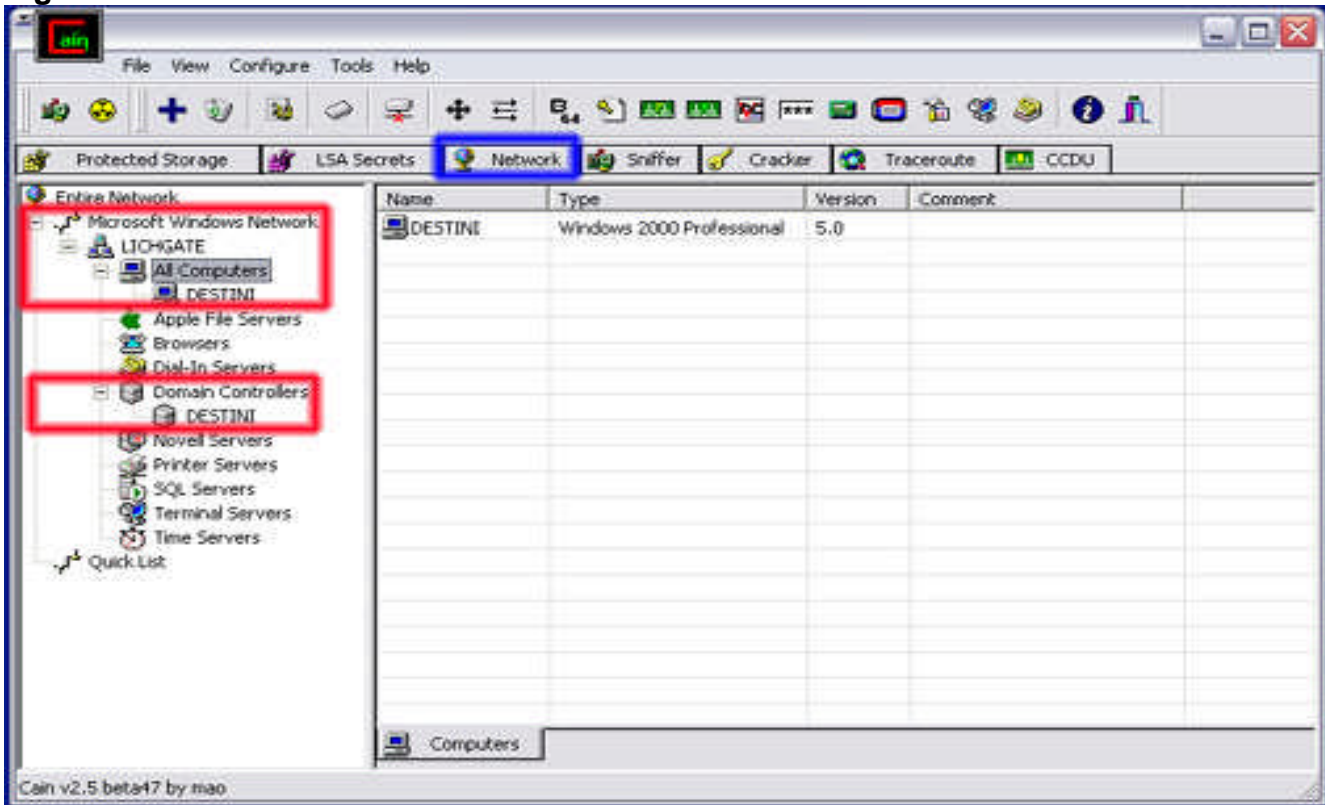 Cain
File View Configure Tools Help
Protected Storage LSA Secrets Network Sniffer Cracker Traceroute CCDU
Entire Network
Microsoft Windows Network
LICHGATE
All Computers
DESTINI
Apple File Servers
Browsers
Dial-In Servers
Domain Controllers
DESTINI
Novell Servers
Printer Servers
SQL Servers
Terminal Servers
Time Servers
Quick List
Name Type Version Comment
DESTINI Windows 2000 Professional 5.0
Computers
Cain v2.5 beta47 by mao